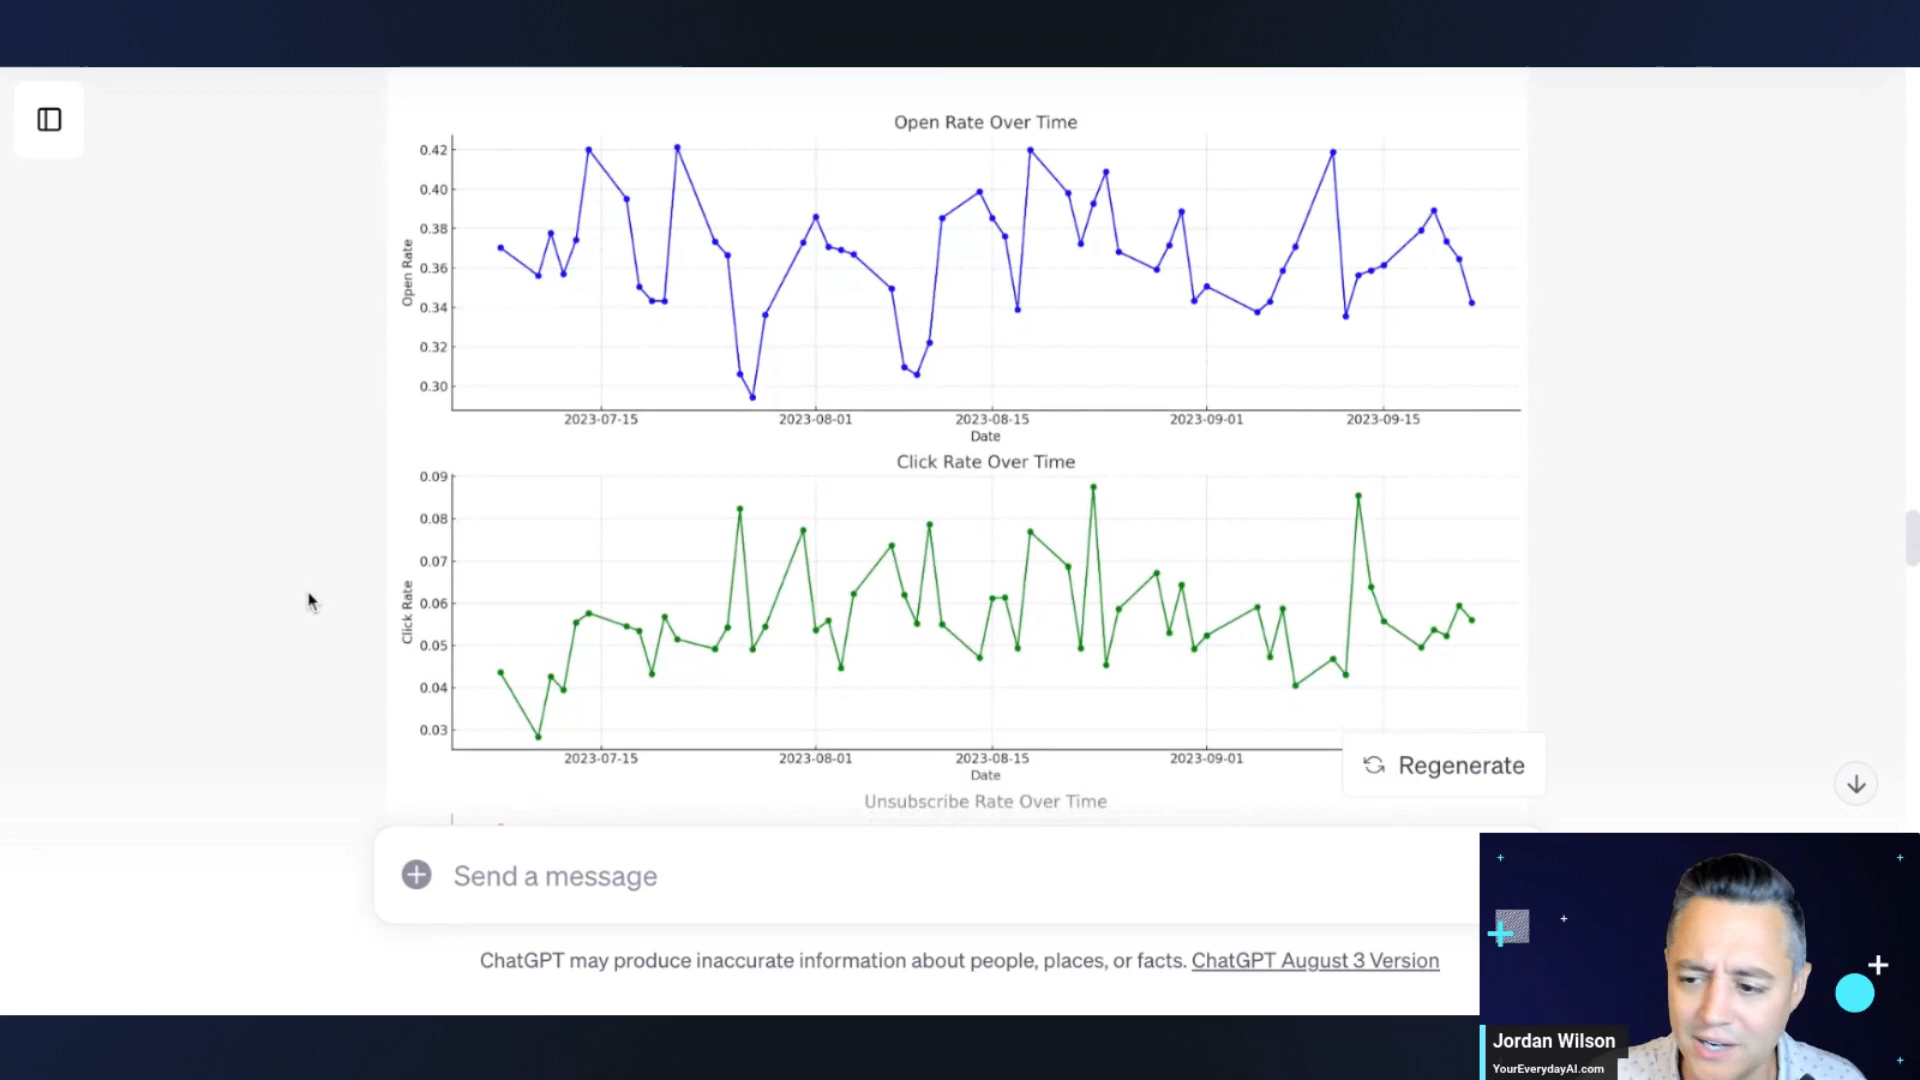 Open Rate Over Time
0.42
0.40
0.38
0.36
0.34
0.32
0.30
Open Rate
2023-07-15 2023-08-01 2023-08-15 2023-09-01 2023-09-15
Date
Click Rate Over Time
0.09
0.08
0.07
0.06
0.05
0.04
0.03
Click Rate
2023-07-15 2023-08-01 2023-08-15 2023-09-01
Date
Regenerate
Unsubscribe Rate Over Time
Send a message
ChatGPT may produce inaccurate information about people, places, or facts. ChatGPT August 3 Version
Jordan Wilson
YourEverydayAI.com